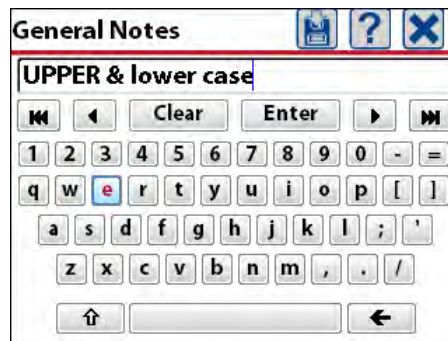 General Notes ?
UPPER & lower case
Clear Enter
1 2 3 4 5 6 7 8 9 0 - =
q w e r t y u i o p [ ]
a s d f g h j k l ; '
z x c v b n m , . /